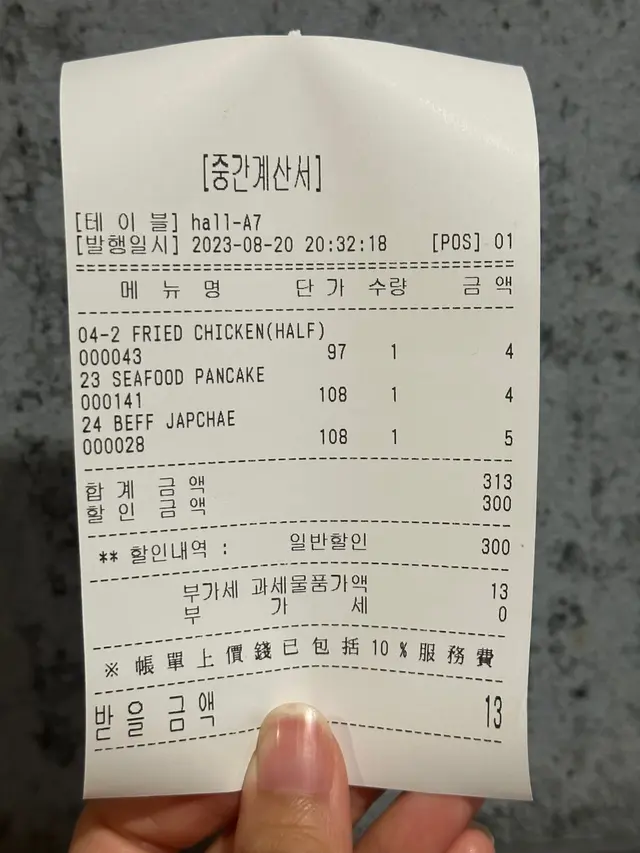 [중간계산서]
[테 이 블] hall-A7
[발행일시] 2023-08-20 20:32:18 [POS] 01
메 뉴 명 단 가 수량 금 액
04-2 FRIED CHICKEN(HALF)
000043 97 1 4
23 SEAFOOD PANCAKE
000141 108 1 4
24 BEFF JAPCHAE
000028 108 1 5
합 계 금 액 313
할 인 금 액 300
** 할인내역 : 일반할인 300
부가세 과세물품가액 13
부 가 세 0
※ 帳單上價錢已包括10%服務費
받 을 금 액 13